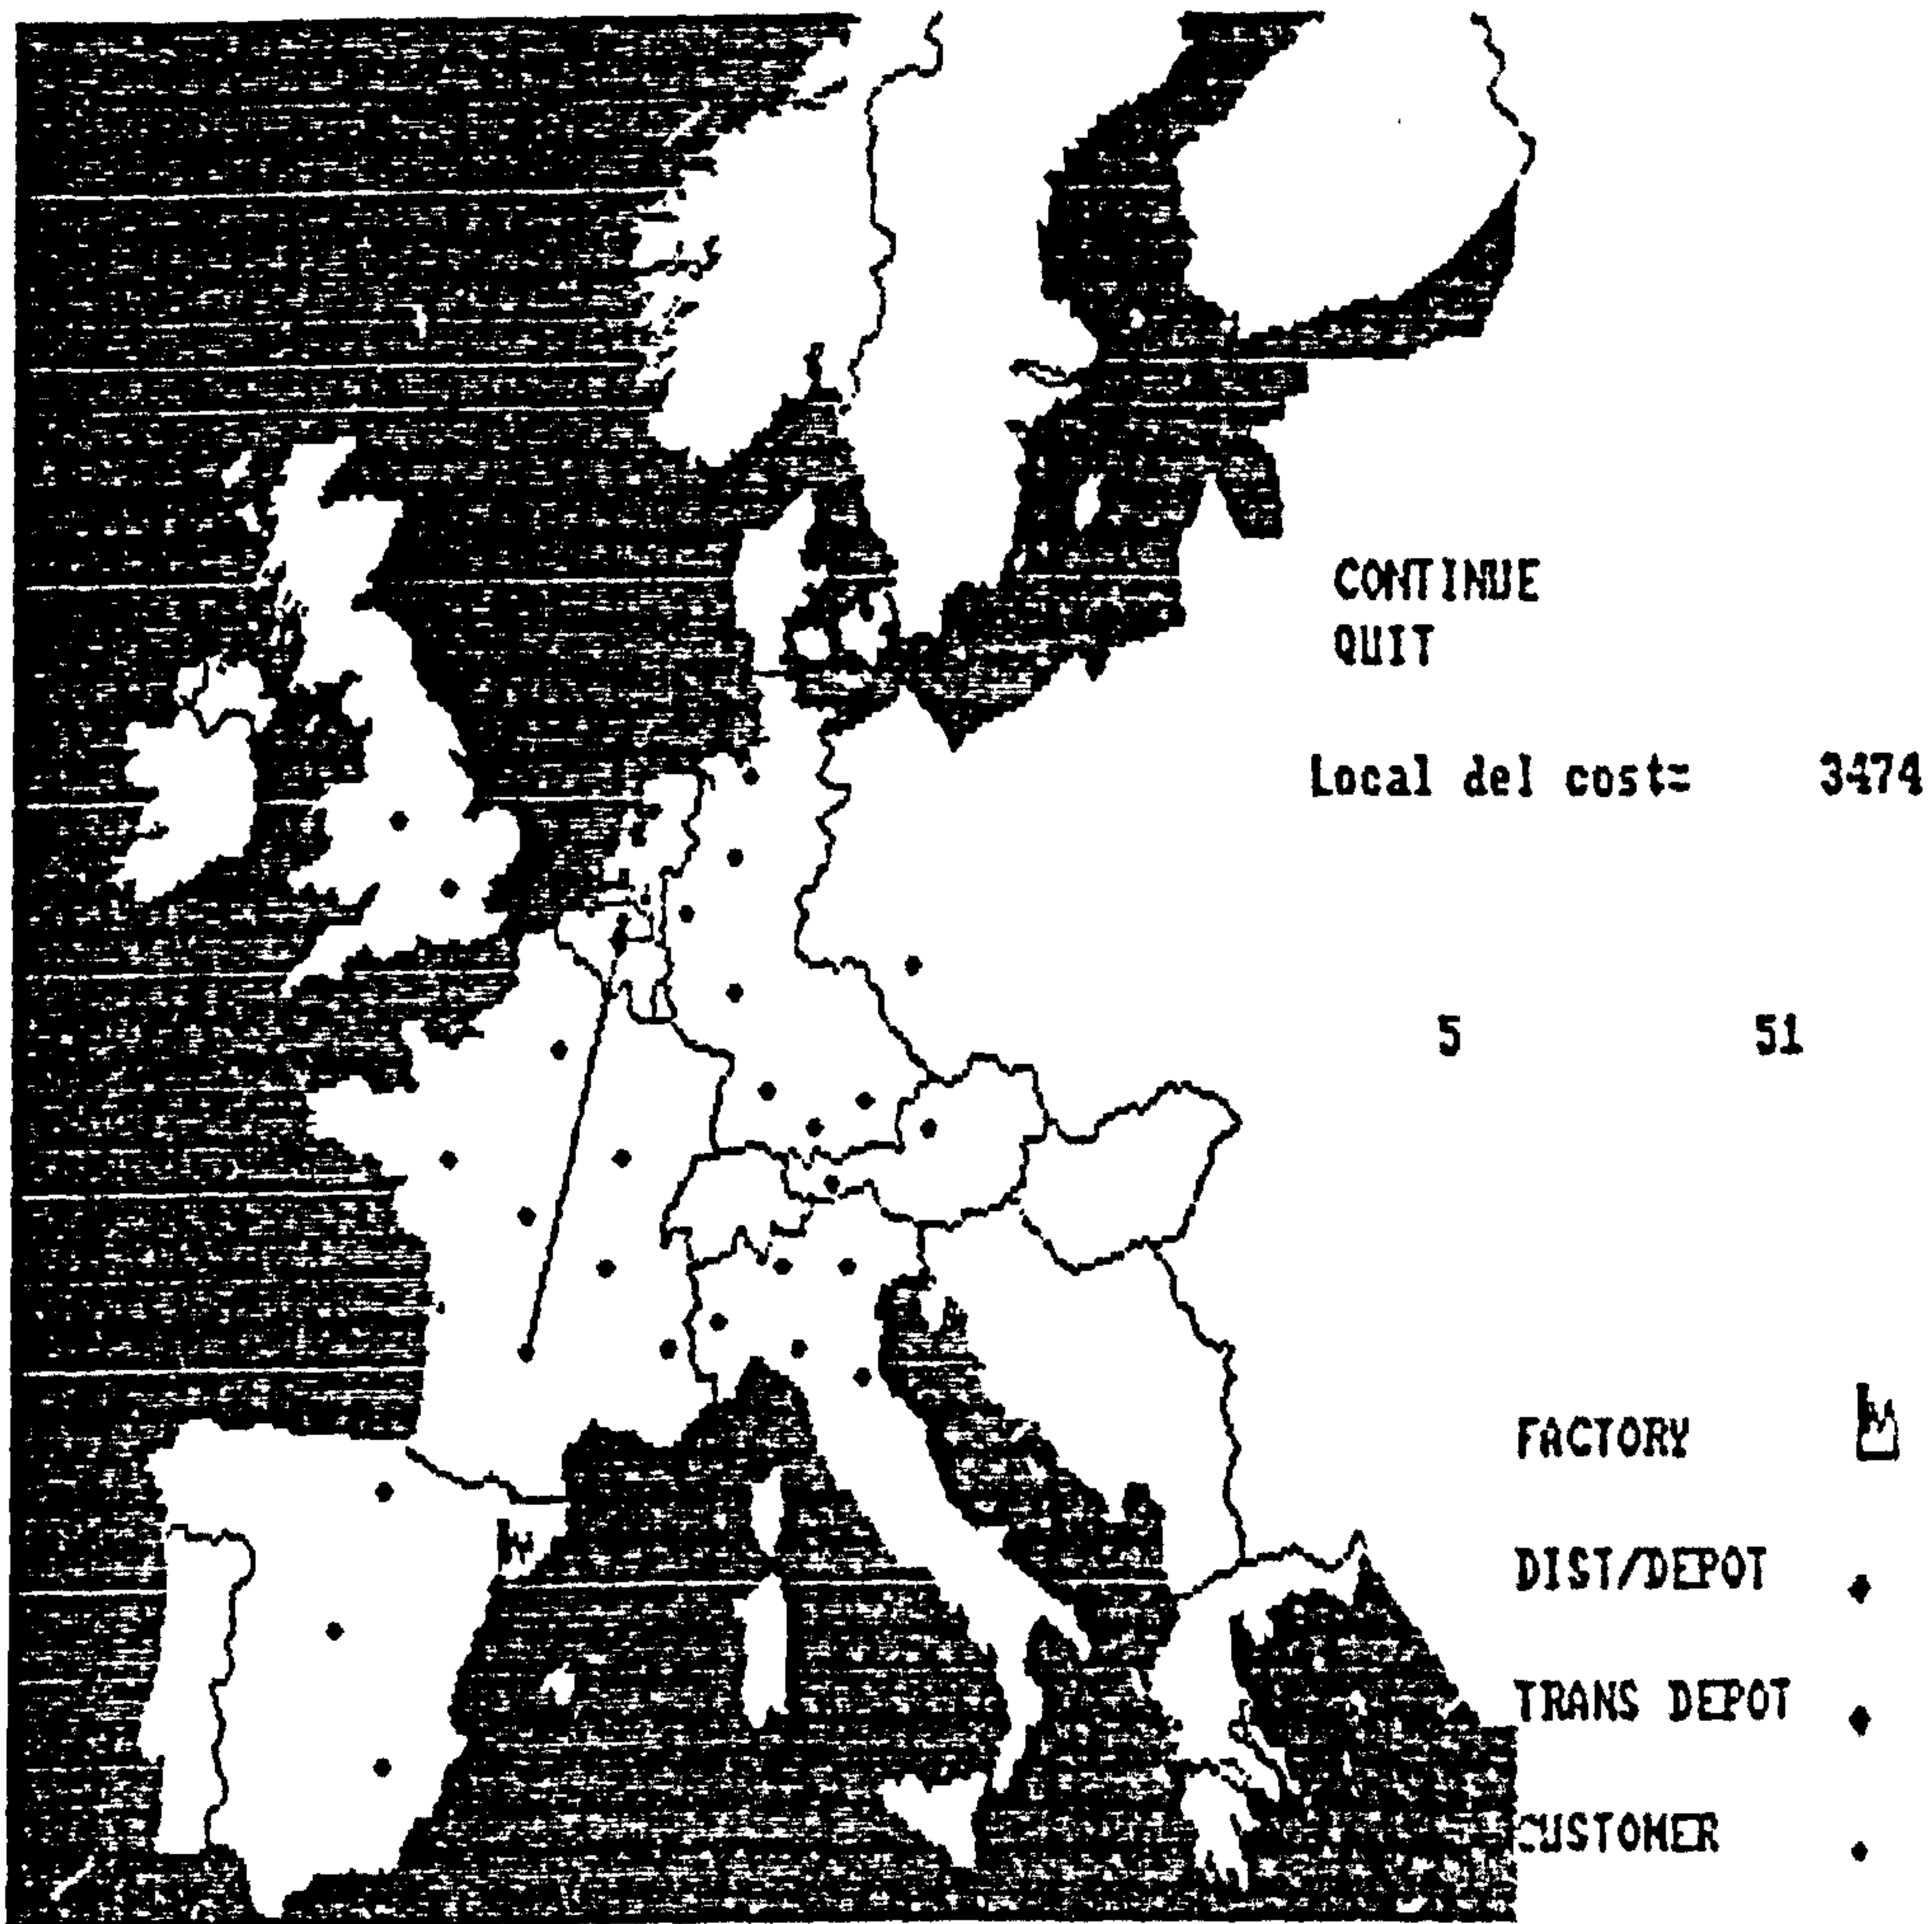 CONTINUE
QUIT
Local del cost= 3474
5 51
FACTORY
DIST/DEPOT
TRANS DEPOT
CUSTOMER